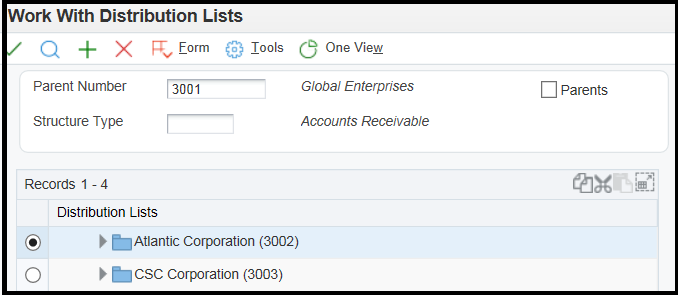 Work With Distribution Lists
Form Tools One View
Parent Number 3001 Global Enterprises Parents
Structure Type Accounts Receivable
Records 1 - 4
Distribution Lists
Atlantic Corporation (3002)
CSC Corporation (3003)